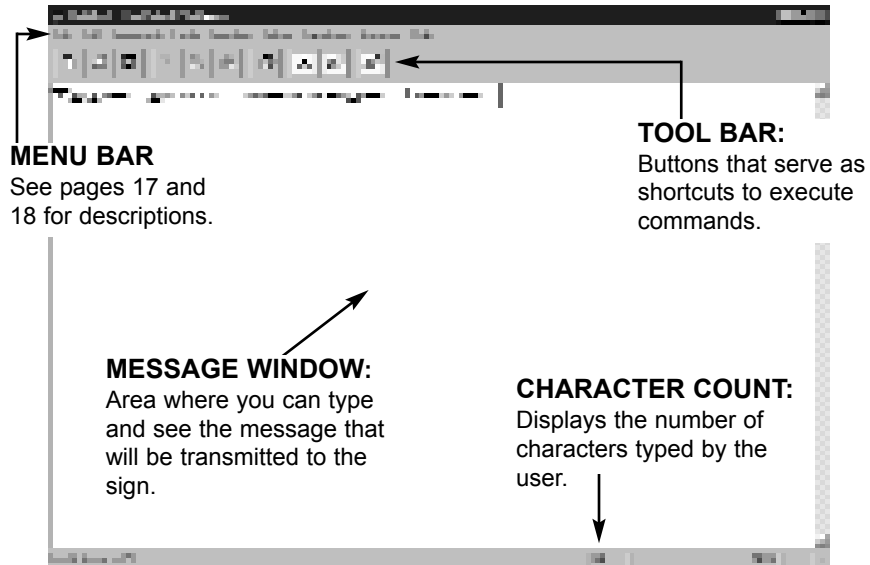 MENU BAR
See pages 17 and
18 for descriptions.
TOOL BAR:
Buttons that serve as
shortcuts to execute
commands.
MESSAGE WINDOW:
Area where you can type
and see the message that
will be transmitted to the
sign.
CHARACTER COUNT:
Displays the number of
characters typed by the
user.